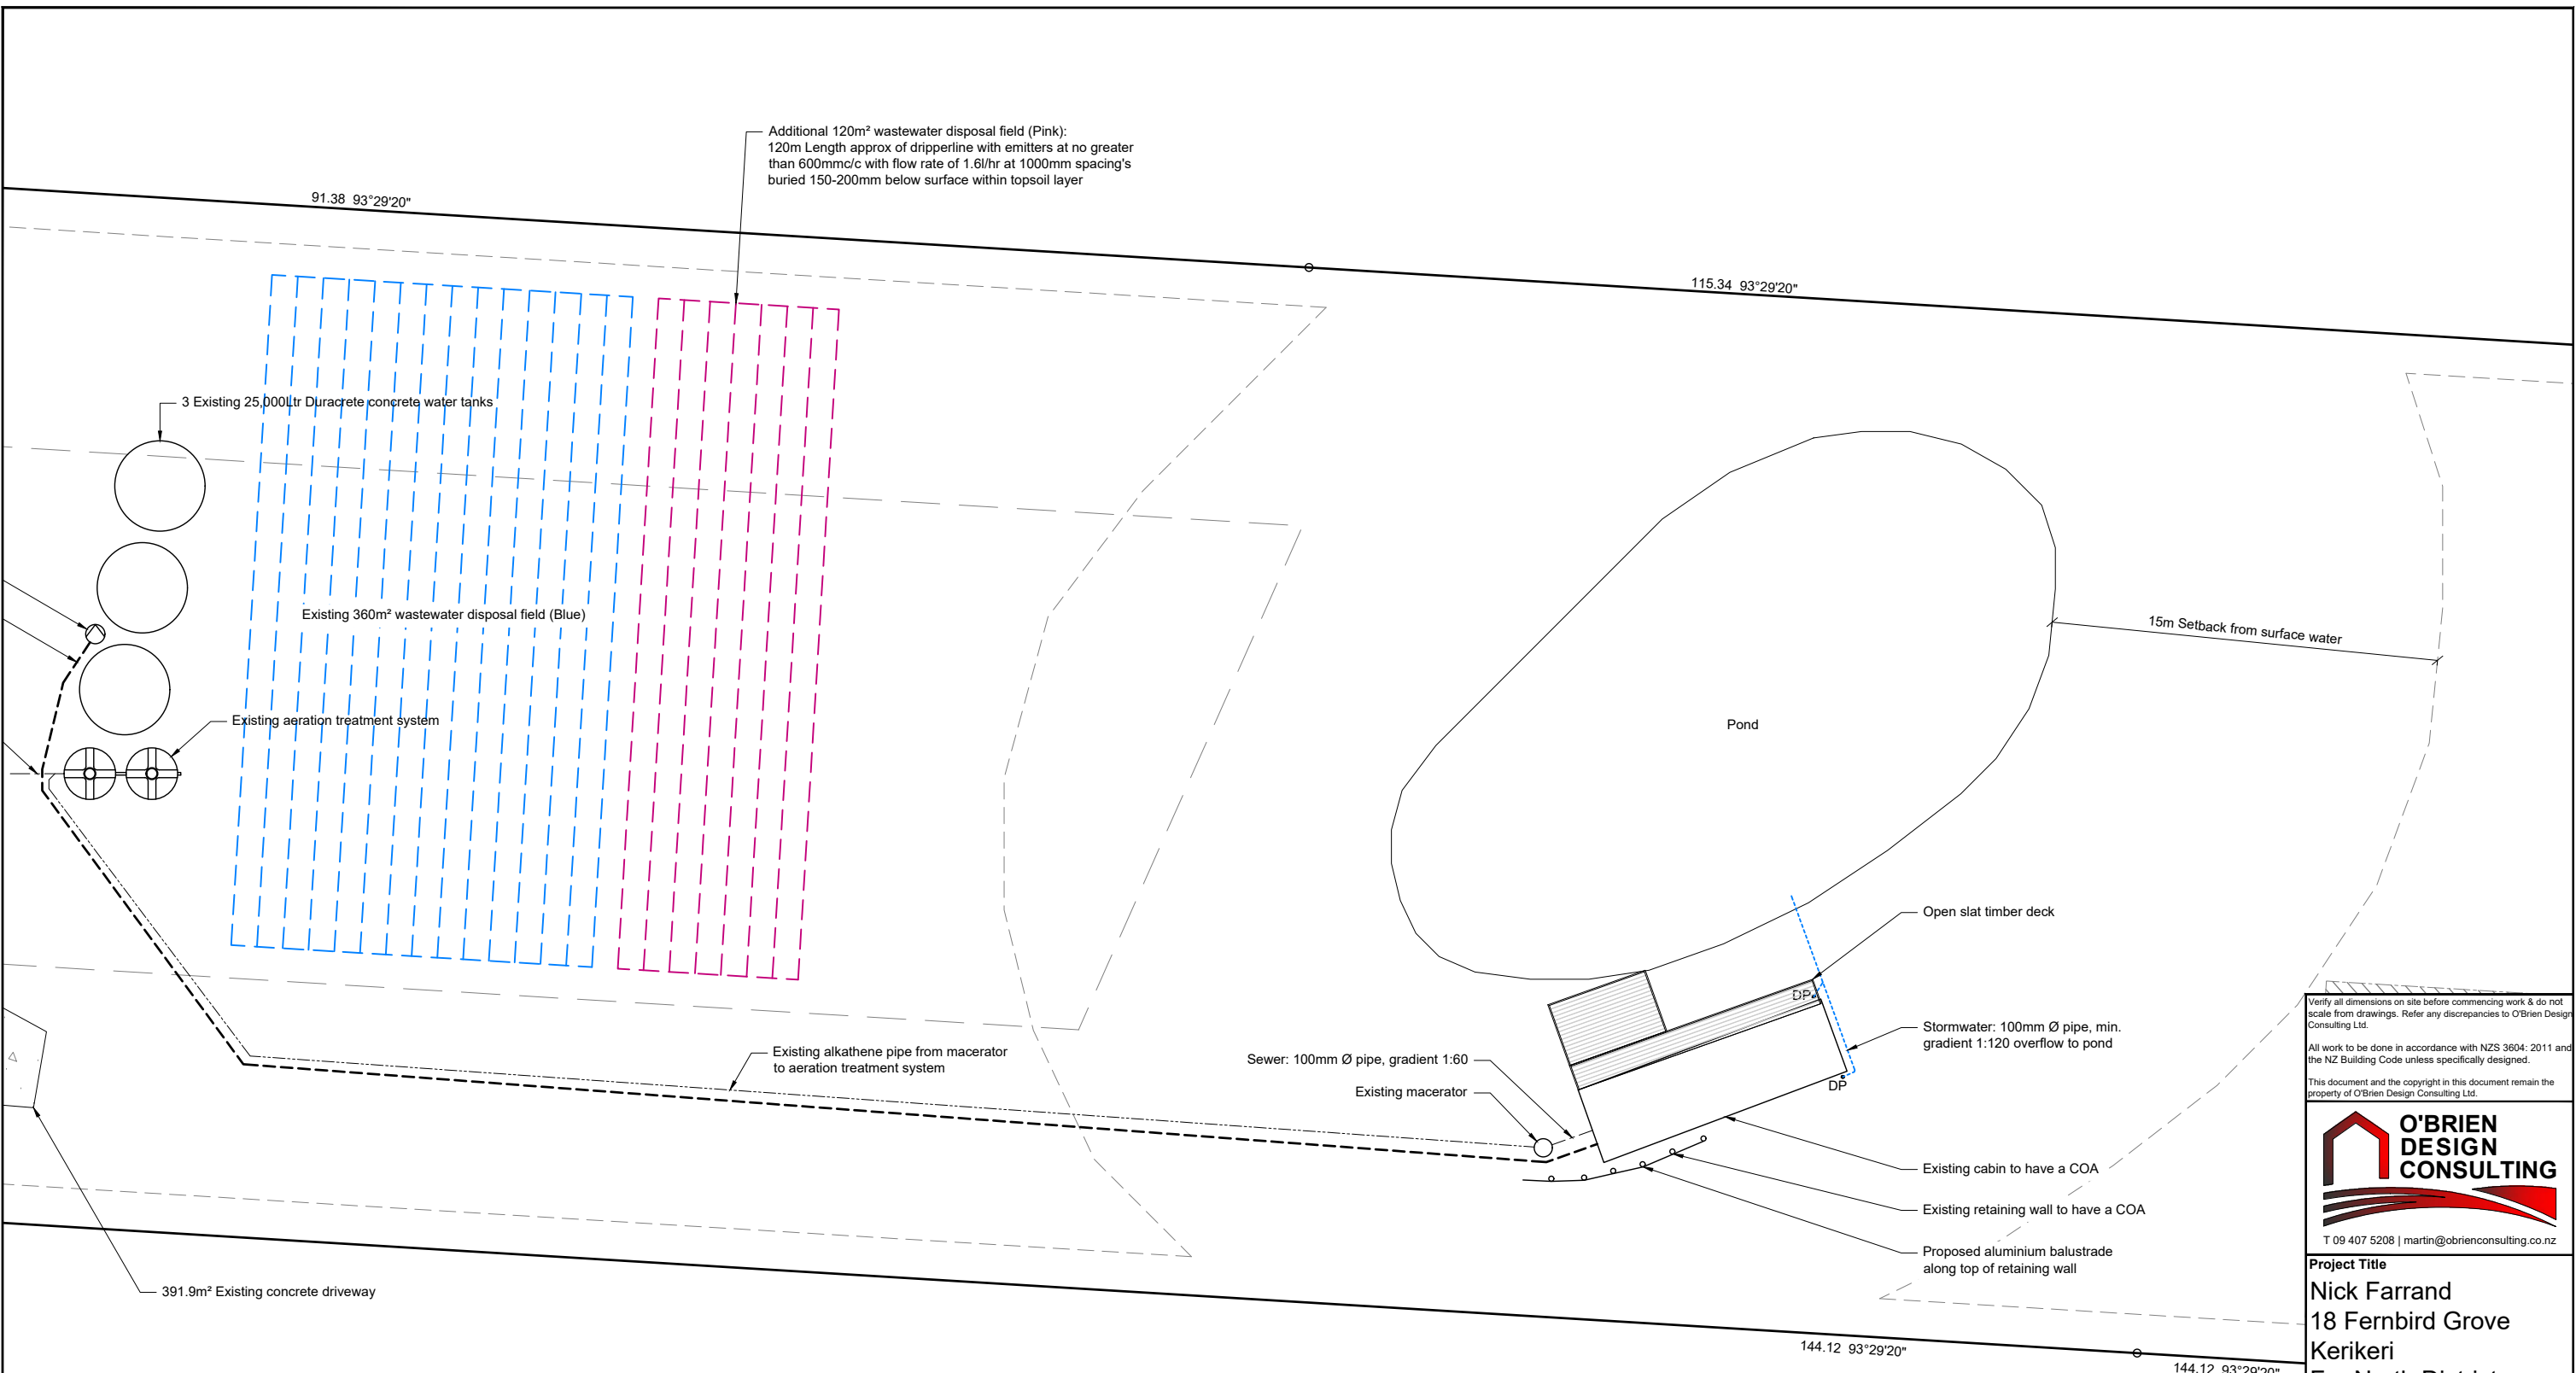 Additional 120m² wastewater disposal field (Pink):
120m Length approx of dripperline with emitters at no greater
than 600mmc/c with flow rate of 1.6l/hr at 1000mm spacing's
buried 150-200mm below surface within topsoil layer
91.38 93°29'20"
115.34 93°29'20"
3 Existing 25,000Ltr Duracrete concrete water tanks
Existing 360m² wastewater disposal field (Blue)
15m Setback from surface water
Existing aeration treatment system
Pond
Open slat timber deck
DP
Stormwater: 100mm Ø pipe, min.
gradient 1:120 overflow to pond
DP
Existing alkathene pipe from macerator
to aeration treatment system
Sewer: 100mm Ø pipe, gradient 1:60
Existing macerator
Existing cabin to have a COA
Existing retaining wall to have a COA
Proposed aluminium balustrade
along top of retaining wall
391.9m² Existing concrete driveway
144.12 93°29'20"
144.12 93°29'20"
Verify all dimensions on site before commencing work & do not
scale from drawings. Refer any discrepancies to O'Brien Design
Consulting Ltd.
All work to be done in accordance with NZS 3604: 2011 and
the NZ Building Code unless specifically designed.
This document and the copyright in this document remain the
property of O'Brien Design Consulting Ltd.
O'BRIEN
DESIGN
CONSULTING
T 09 407 5208 | martin@obrienconsulting.co.nz
Project Title
Nick Farrand
18 Fernbird Grove
Kerikeri
Far North District